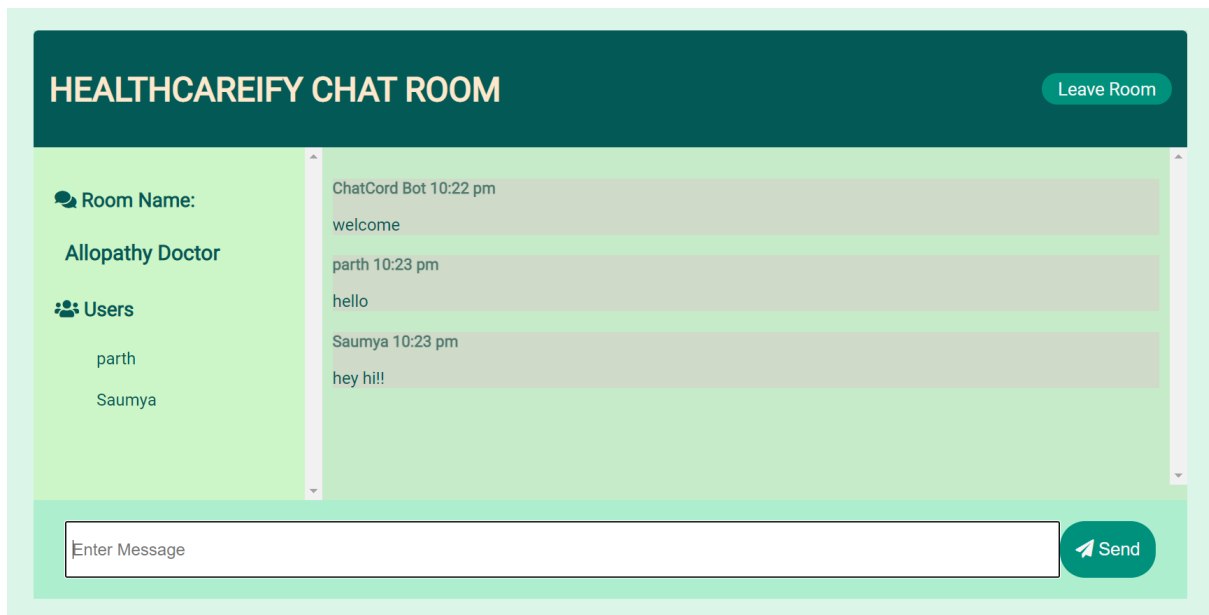 HEALTHCAREIFY CHAT ROOM
Leave Room
Room Name:
Allopathy Doctor
Users
parth
Saumya
ChatCord Bot 10:22 pm
welcome
parth 10:23 pm
hello
Saumya 10:23 pm
hey hi!!
Enter Message
Send